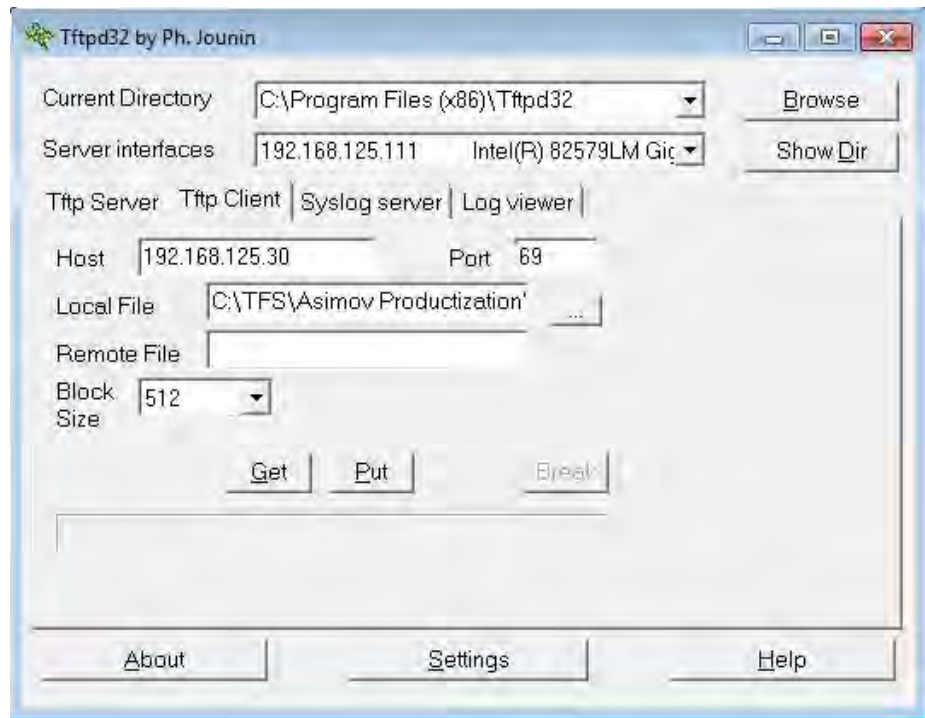 Tftpd32 by Ph. Jounin
Current Directory C:\Program Files (x86)\Tftpd32 Browse
Server interfaces 192.168.125.111 Intel(R) 82579LM Gig Show Dir
Tftp Server Tftp Client Syslog server Log viewer
Host 192.168.125.30 Port 69
Local File C:\TFS\Asimov Productization\ ...
Remote File
Block
Size 512
Get Put Break
About Settings Help